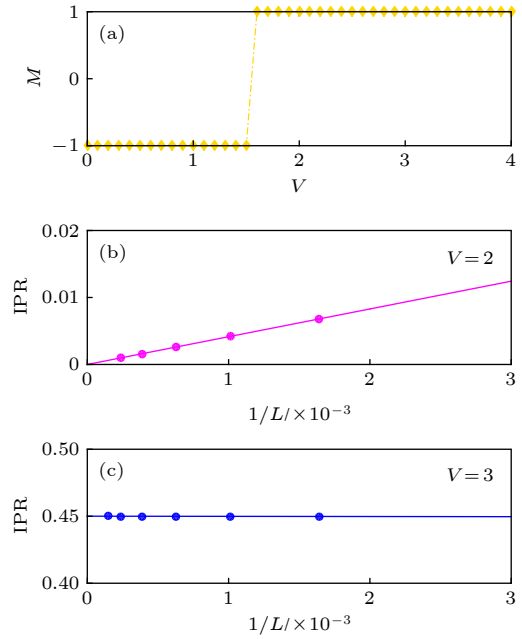 1
(a)
M
0
−1
0 1 2 3 4
V
0.02
(b)
V=2
IPR
0.01
0
0 1 2 3
1/L/×10−3
0.50
(c)
V=3
IPR
0.45
0.40
0 1 2 3
1/L/×10−3